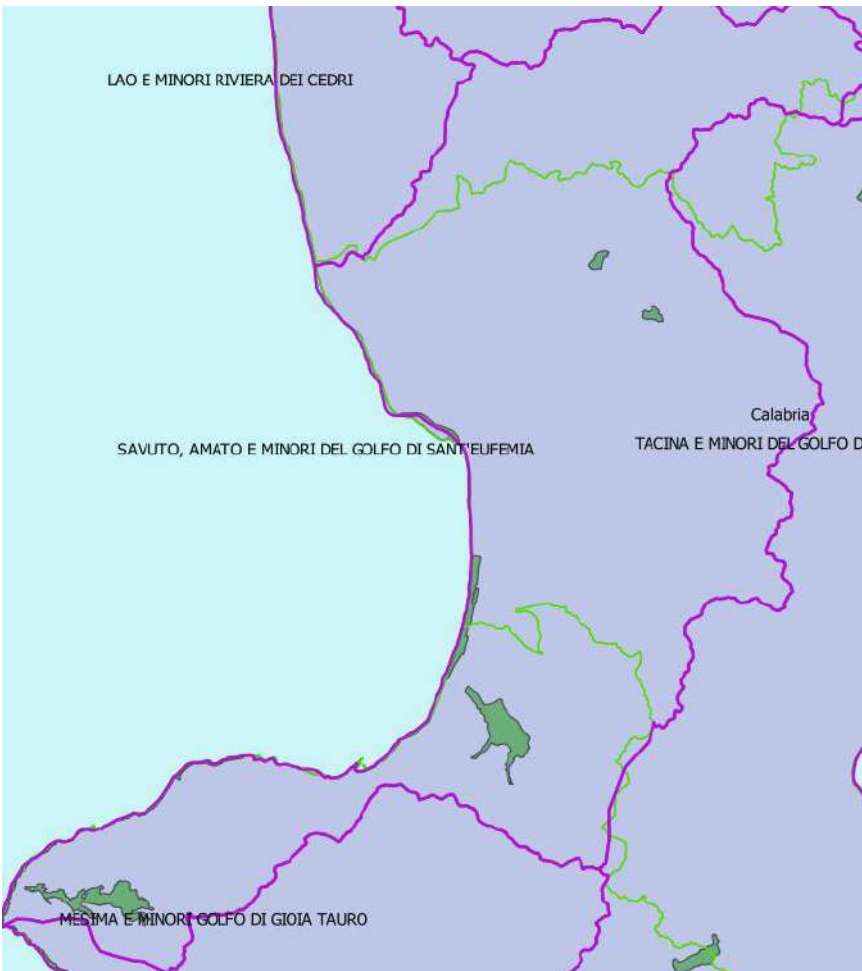 LAO E MINORI RIVIERA DEI CEDRI
Calabria
SAVUTO, AMATO E MINORI DEL GOLFO DI SANT'EUFEMIA
TACINA E MINORI DEL GOLFO D
MESIMA E MINORI GOLFO DI GIOIA TAURO